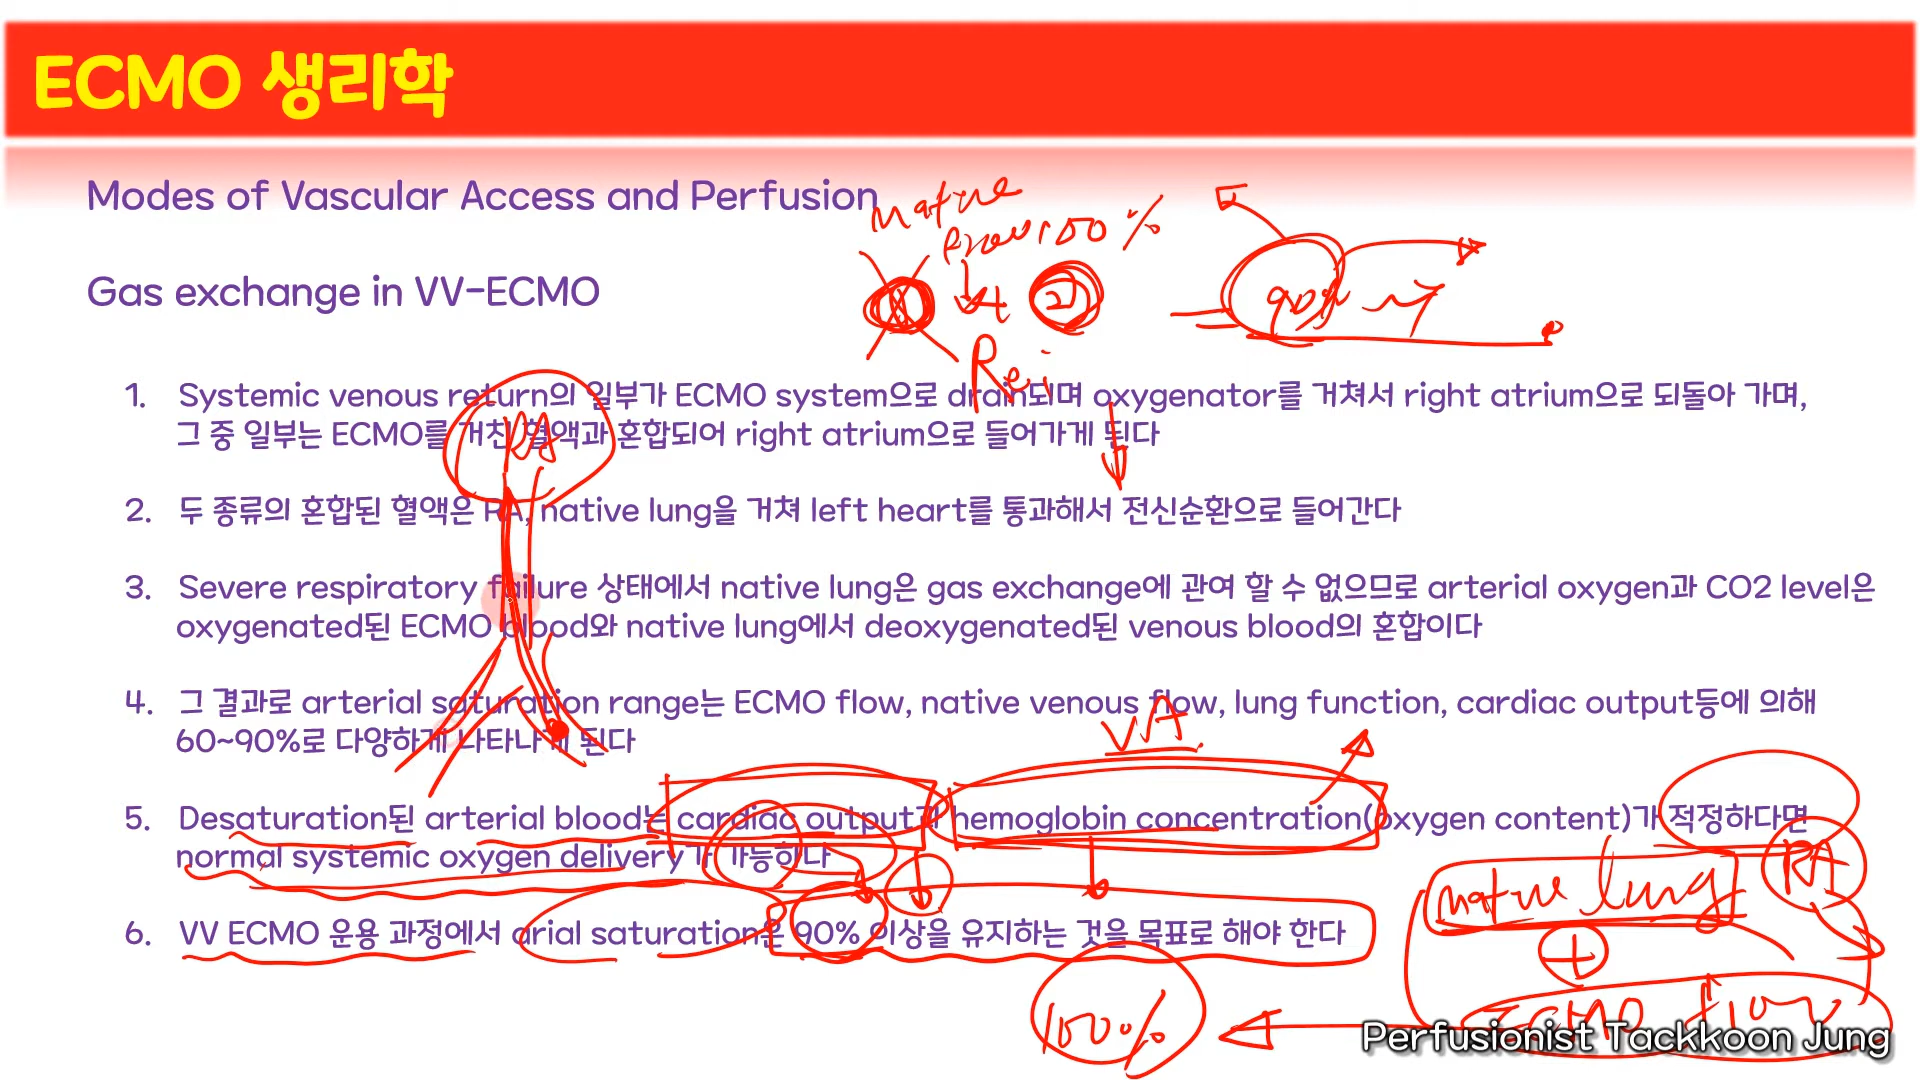 ECMO 생리학
Modes of Vascular Access and Perfusion
native
100 %
Gas exchange in VV-ECMO
90%
1. Systemic venous return의 일부가 ECMO system으로 drain되며 oxygenator를 거쳐서 right atrium으로 되돌아 가며,
그 중 일부는 ECMO를 거친 혈액과 혼합되어 right atrium으로 들어가게 된다
RA
2. 두 종류의 혼합된 혈액은 RA, native lung을 거쳐 left heart를 통과해서 전신순환으로 들어간다
3. Severe respiratory failure 상태에서 native lung은 gas exchange에 관여 할 수 없으므로 arterial oxygen과 CO2 level은
oxygenated된 ECMO blood와 native lung에서 deoxygenated된 venous blood의 혼합이다
4. 그 결과로 arterial saturation range는 ECMO flow, native venous flow, lung function, cardiac output등에 의해
60~90%로 다양하게 나타나게 된다
VA
5. Desaturation된 arterial blood는 cardiac output과 hemoglobin concentration(oxygen content)가 적정하다면
normal systemic oxygen delivery가 가능하다
RA
native lung
6. VV ECMO 운용 과정에서 arial saturation은 90% 이상을 유지하는 것을 목표로 해야 한다
+
ECMO flow
100%
Perfusionist Tackkoon Jung